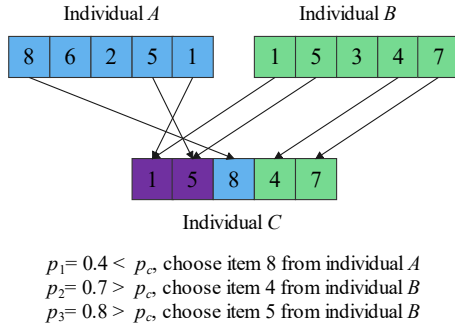 Individual A
Individual B
8 6 2 5 1
1 5 3 4 7
1 5 8 4 7
Individual C
p1= 0.4 < pc, choose item 8 from individual A
p2= 0.7 > pc, choose item 4 from individual B
p3= 0.8 > pc, choose item 5 from individual B